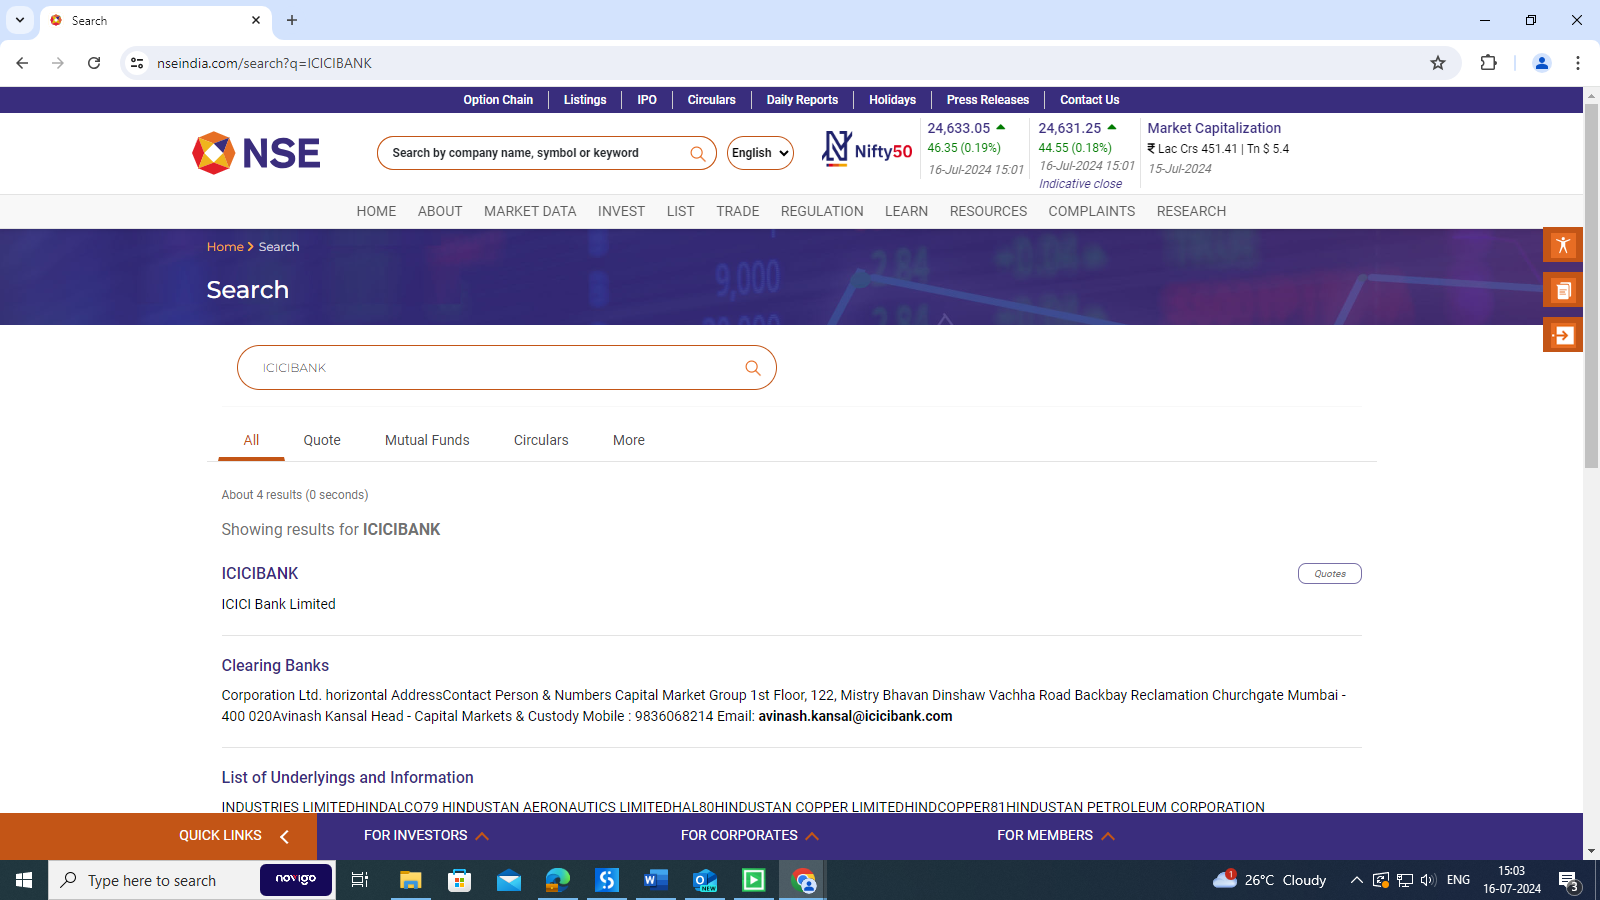 Search
nseindia.com/search?q=ICICIBANK
Option Chain
Listings
IPO
Circulars
Daily Reports
Holidays
Press Releases
Contact Us
NSE
Search by company name, symbol or keyword
English
Nifty50
24,633.05
46.35 (0.19%)
16-Jul-2024 15:01
24,631.25
44.55 (0.18%)
16-Jul-2024 15:01
Indicative close
Market Capitalization
₹ Lac Crs 451.41 | Tn $ 5.4
15-Jul-2024
HOME
ABOUT
MARKET DATA
INVEST
LIST
TRADE
REGULATION
LEARN
RESOURCES
COMPLAINTS
RESEARCH
Home > Search
Search
9,000
2.84
2.84
ICICIBANK
All
Quote
Mutual Funds
Circulars
More
About 4 results (0 seconds)
Showing results for ICICIBANK
ICICIBANK
Quotes
ICICI Bank Limited
Clearing Banks
Corporation Ltd. horizontal AddressContact Person & Numbers Capital Market Group 1st Floor, 122, Mistry Bhavan Dinshaw Vachha Road Backbay Reclamation Churchgate Mumbai -
400 020Avinash Kansal Head - Capital Markets & Custody Mobile : 9836068214 Email: avinash.kansal@icicibank.com
List of Underlyings and Information
INDUSTRIES LIMITEDHINDALCO79 HINDUSTAN AERONAUTICS LIMITEDHAL80HINDUSTAN COPPER LIMITEDHINDCOPPER81HINDUSTAN PETROLEUM CORPORATION
QUICK LINKS
FOR INVESTORS
FOR CORPORATES
FOR MEMBERS
Type here to search
novigo
26°C Cloudy
ENG
15:03
16-07-2024
3